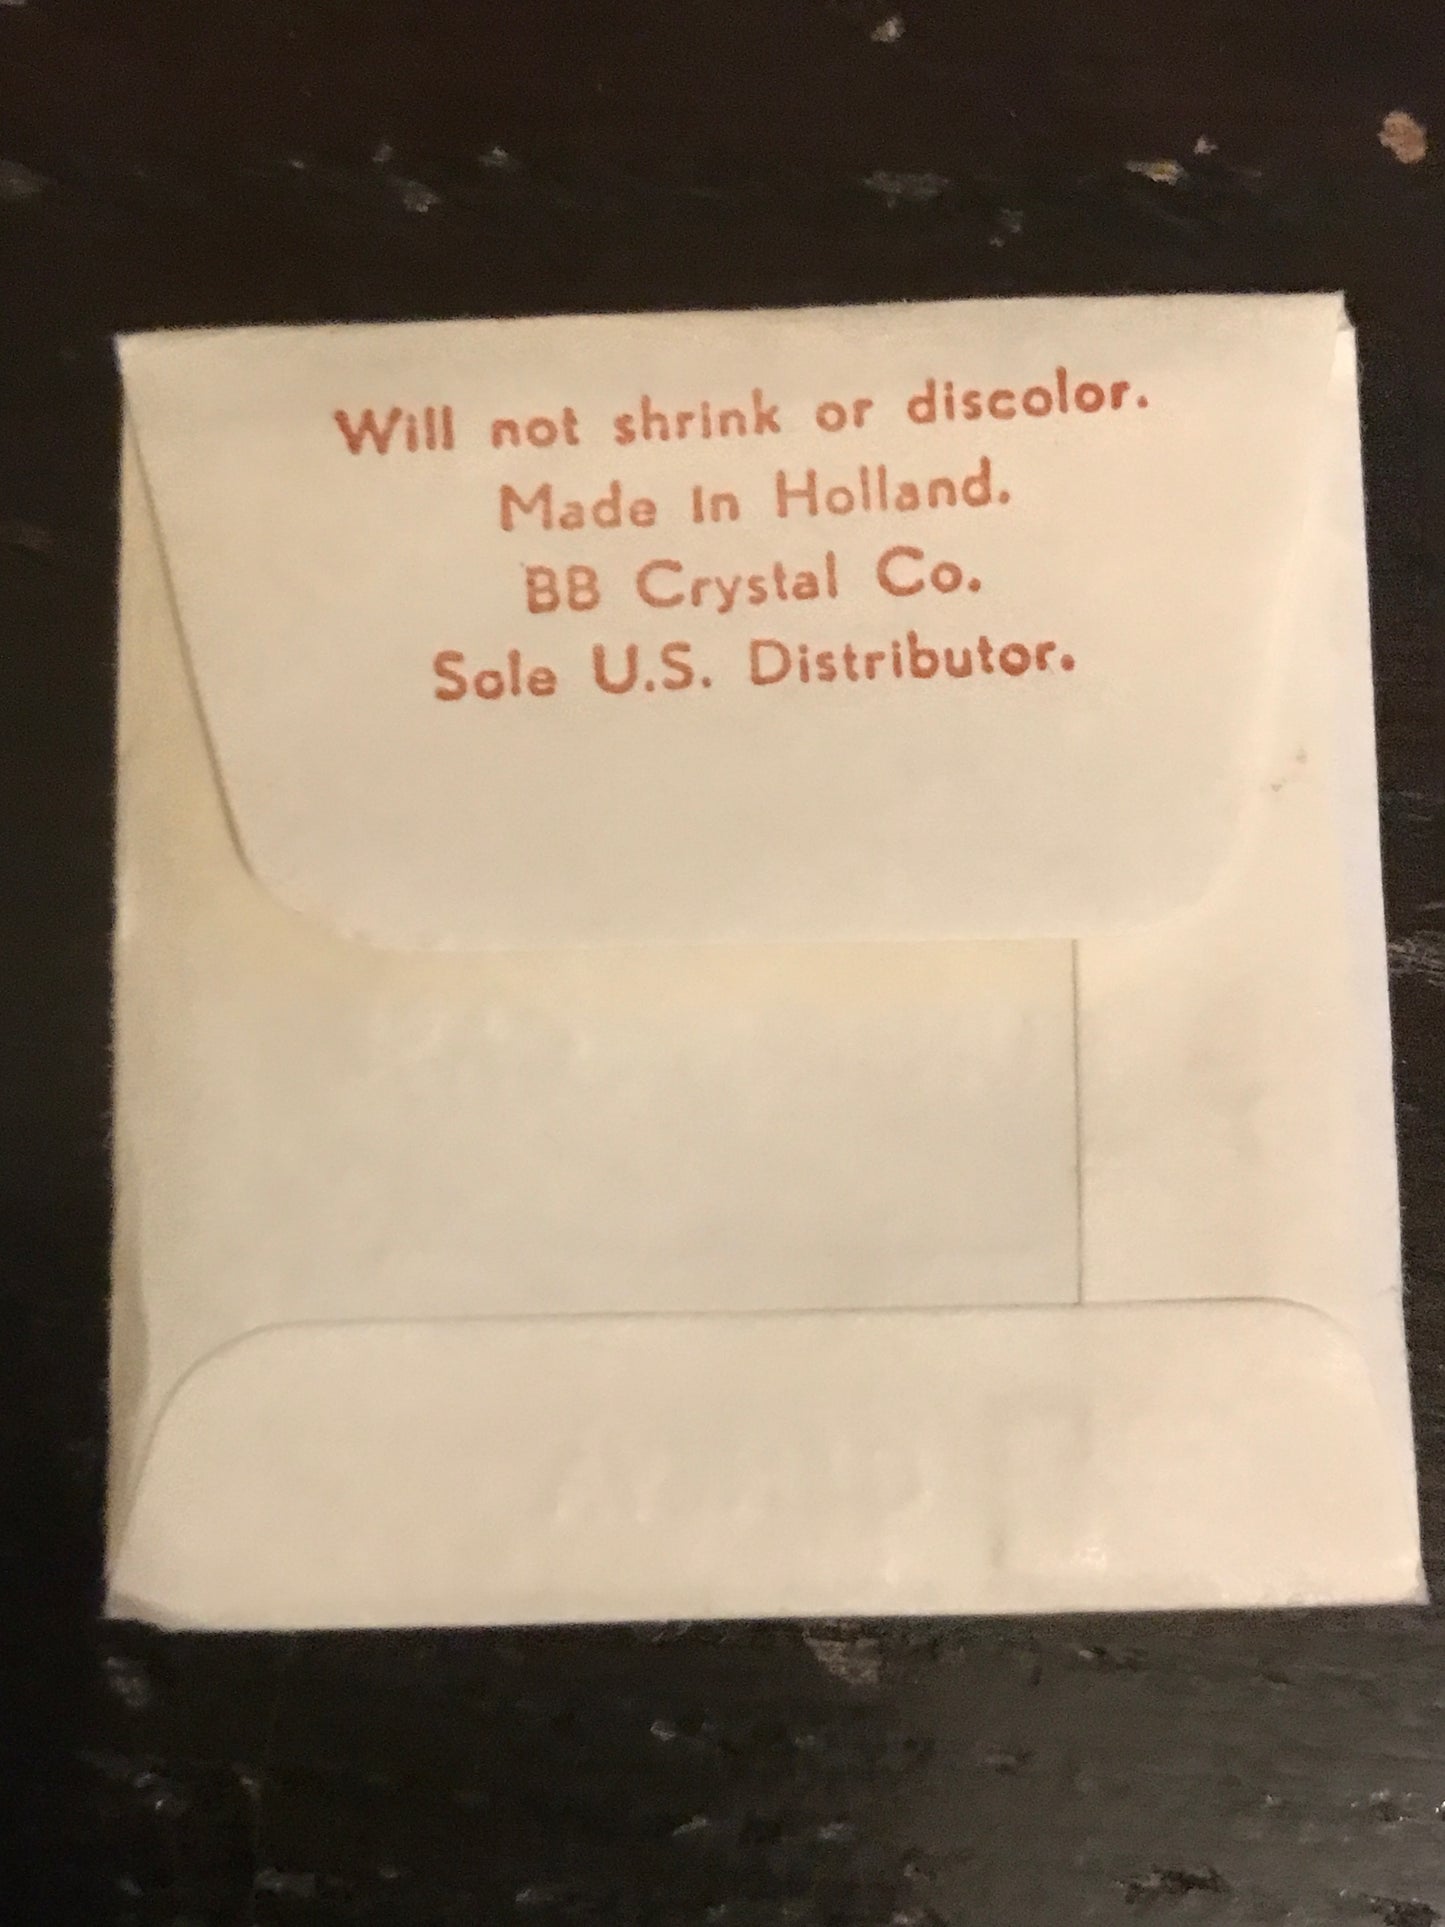 Will not shrink or discolor.
Made in Holland.
BB Crystal Co.
Sole U.S. Distributor.